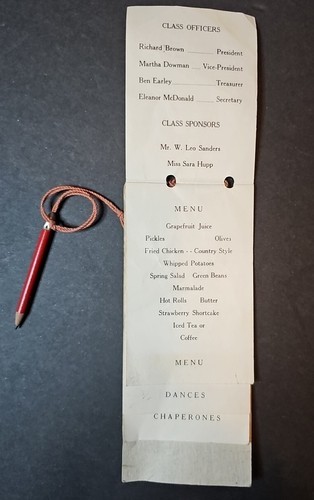 CLASS OFFICERS
Richard Brown ........ President
Martha Dowman .... Vice-President
Ben Earley ................ Treasurer
Eleanor McDonald ..... Secretary
CLASS SPONSORS
Mr. W. Leo Sanders
Miss Sara Hupp
MENU
Grapefruit Juice
Pickles Olives
Fried Chicken - - Country Style
Whipped Potatoes
Spring Salad Green Beans
Marmalade
Hot Rolls Butter
Strawberry Shortcake
Iced Tea or
Coffee
MENU
DANCES
CHAPERONES